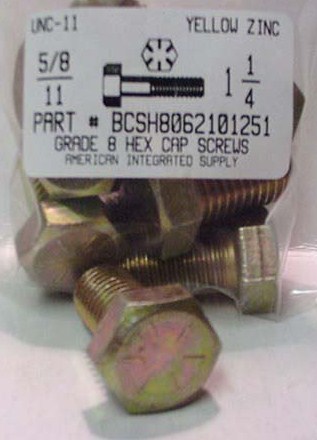 UNC-11 YELLOW ZINC
5/8
11
1 1/4
PART # BCSH8062101251
GRADE 8 HEX CAP SCREWS
AMERICAN INTEGRATED SUPPLY